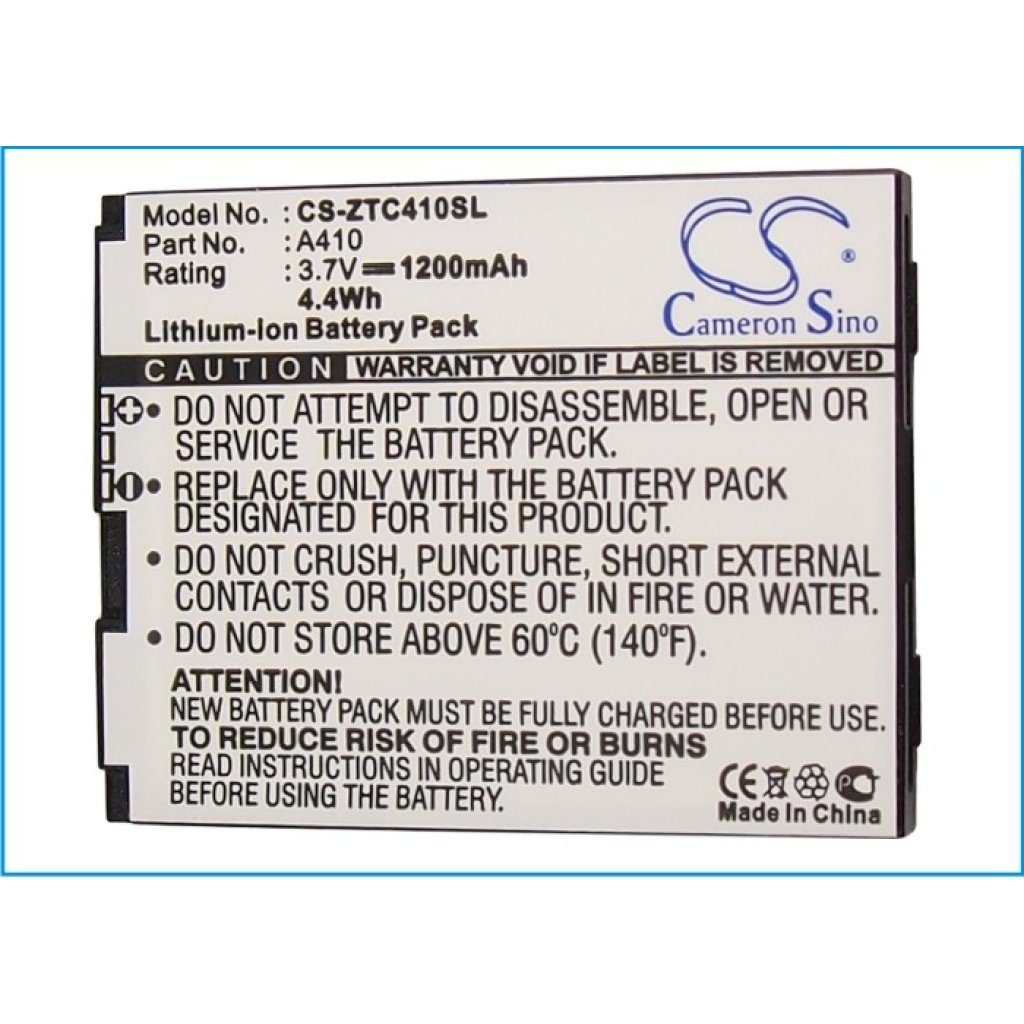 Model No. : CS-ZTC410SL
Part No. : A410
Rating : 3.7V 1200mAh
4.4Wh
Lithium-ion Battery Pack
CS
®
Cameron Sino
CAUTION WARRANTY VOID IF LABEL IS REMOVED
• DO NOT ATTEMPT TO DISASSEMBLE, OPEN OR
SERVICE THE BATTERY PACK.
• REPLACE ONLY WITH THE BATTERY PACK
DESIGNATED FOR THIS UNIT.
• DO NOT CRUSH, PUNCTURE, SHORT EXTERNAL
CONTACTS OR DISPOSE OF IN FIRE OR WATER.
• DO NOT STORE ABOVE 60°C (140°F).
ATTENTION!
NEW BATTERY PACK MUST BE FULLY CHARGED BEFORE USE.
TO REDUCE RISK OF FIRE OR BURNS
READ INSTRUCTIONS IN OPERATING GUIDE
BEFORE USING THE BATTERY.
CE
Made In China